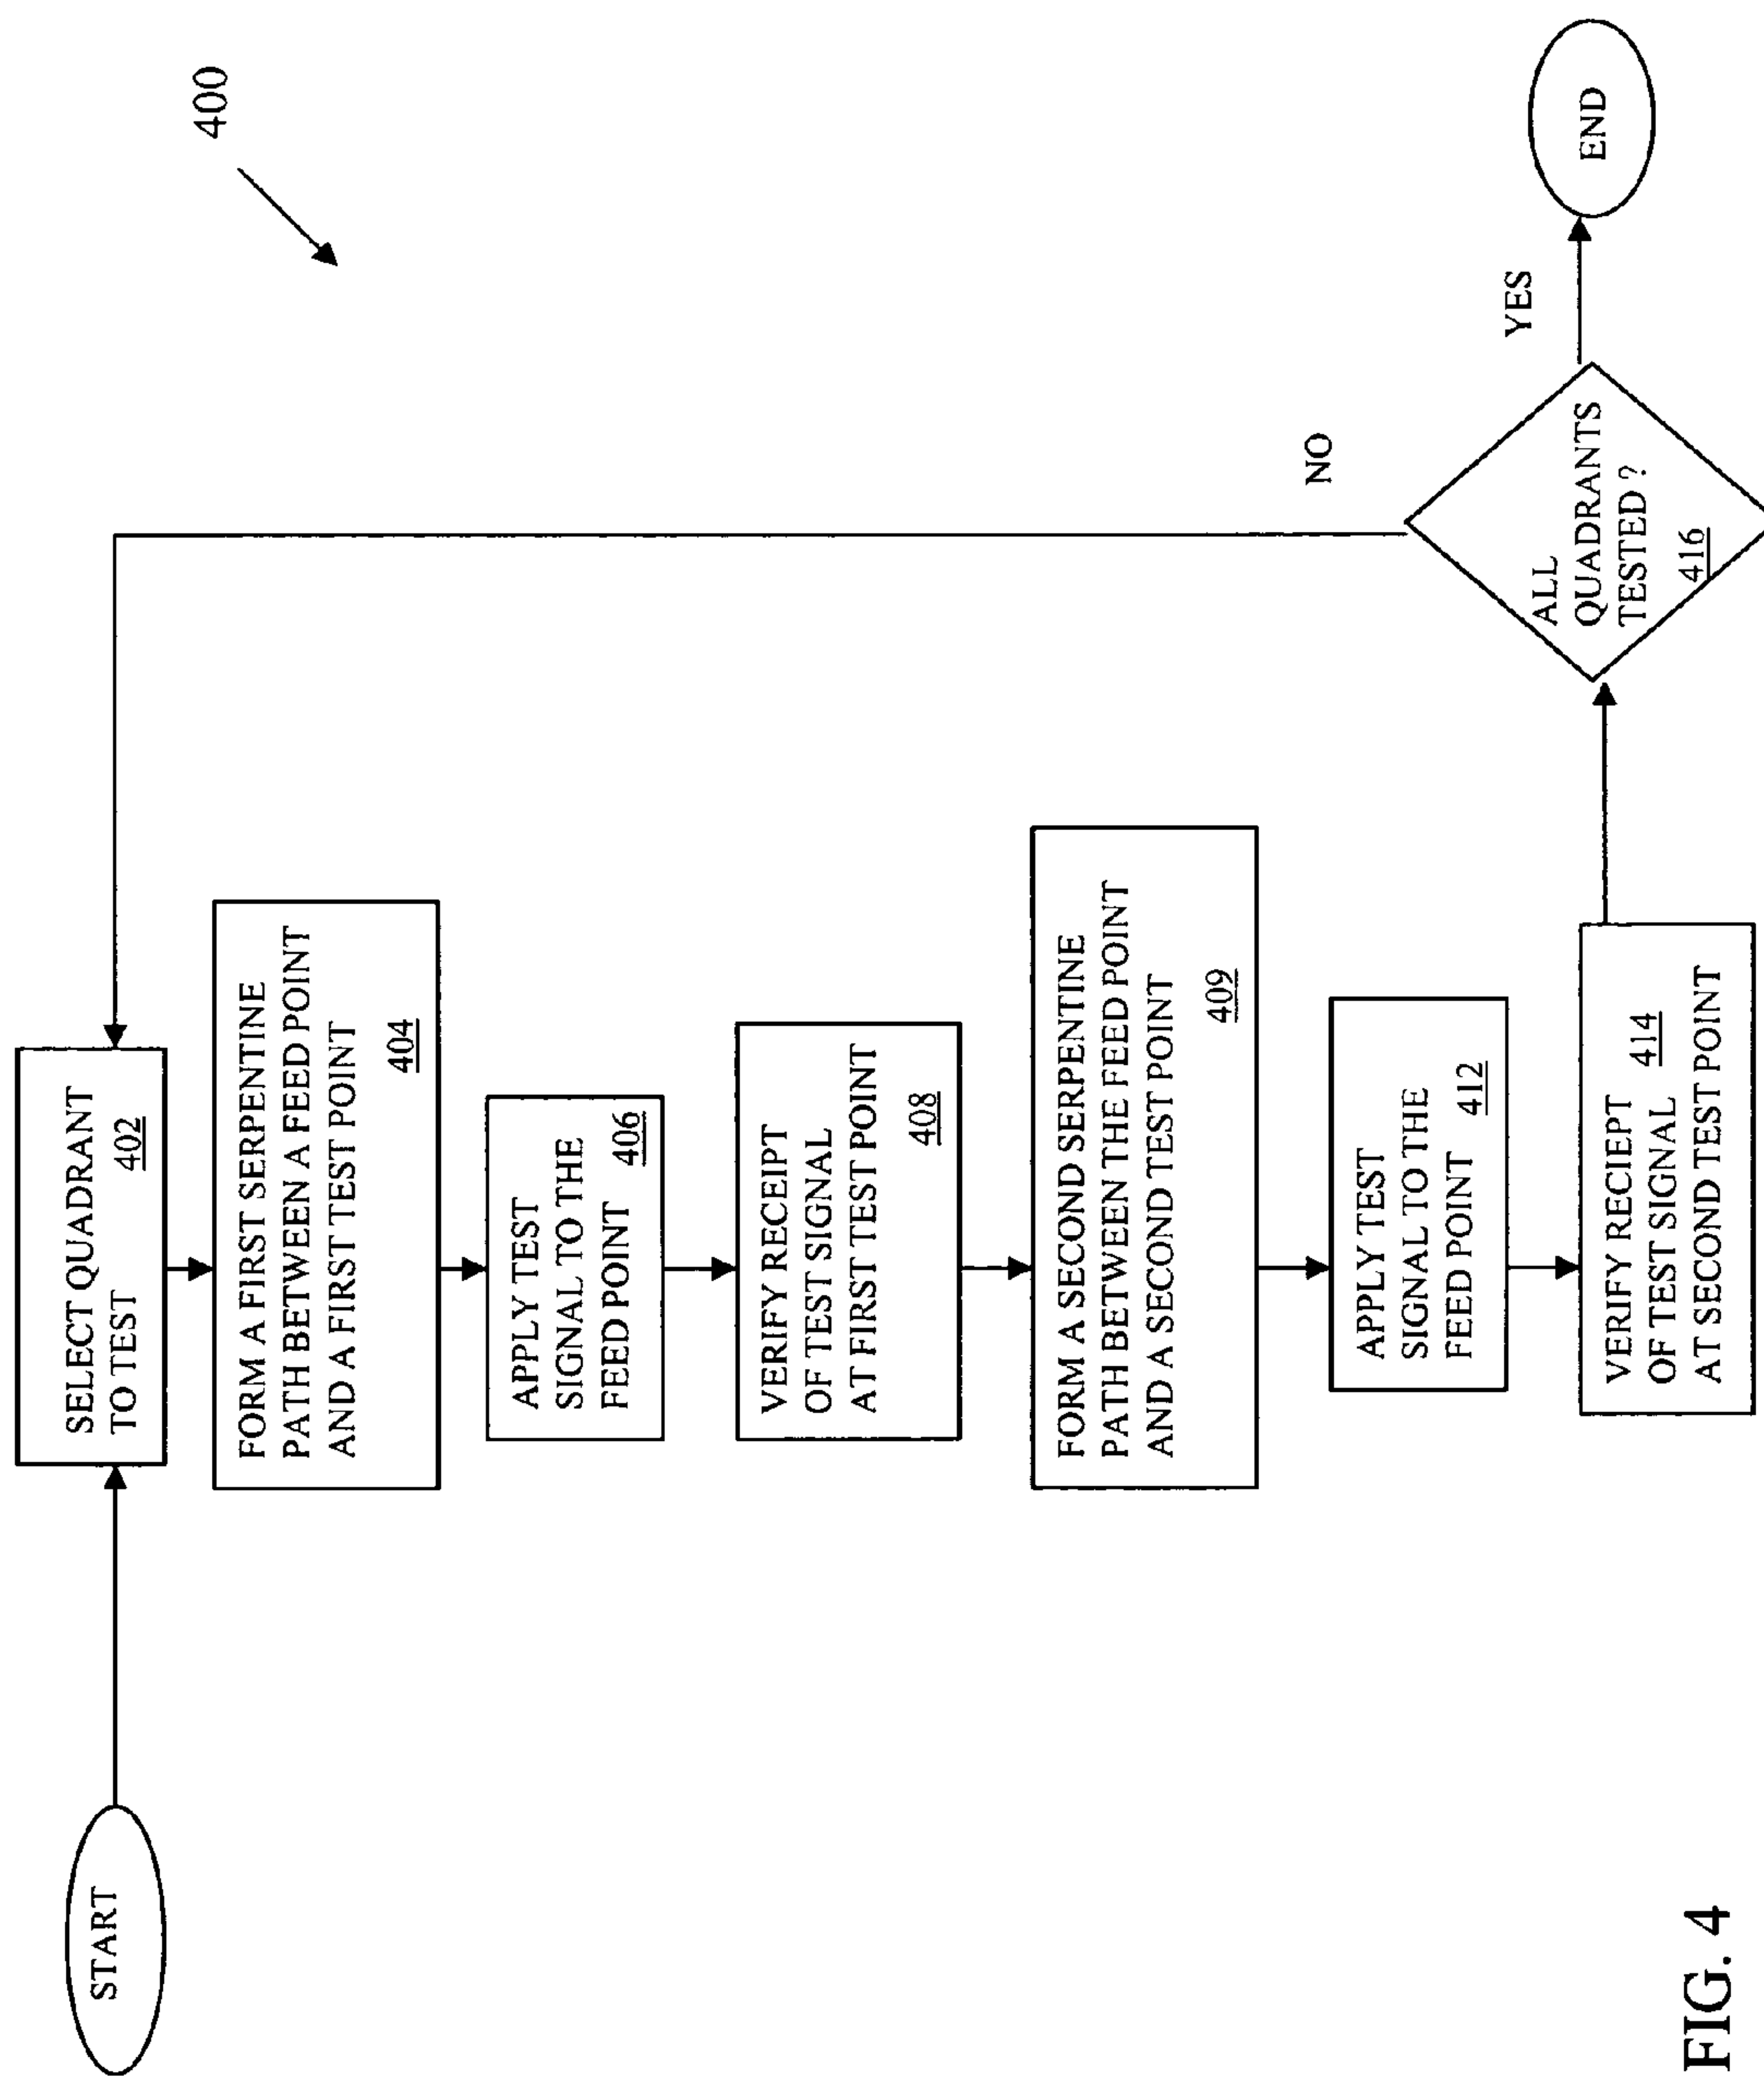 400
START
SELECT QUADRANT
TO TEST
402
FORM A FIRST SERPENTINE
PATH BETWEEN A FEED POINT
AND A FIRST TEST POINT
404
APPLY TEST
SIGNAL TO THE
FEED POINT
406
VERIFY RECEIPT
OF TEST SIGNAL
AT FIRST TEST POINT
408
FORM A SECOND SERPENTINE
PATH BETWEEN THE FEED POINT
AND A SECOND TEST POINT
409
APPLY TEST
SIGNAL TO THE
FEED POINT
412
VERIFY RECIEPT
OF TEST SIGNAL
414
AT SECOND TEST POINT
ALL
QUADRANTS
TESTED ?
416
NO
YES
END
FIG. 4